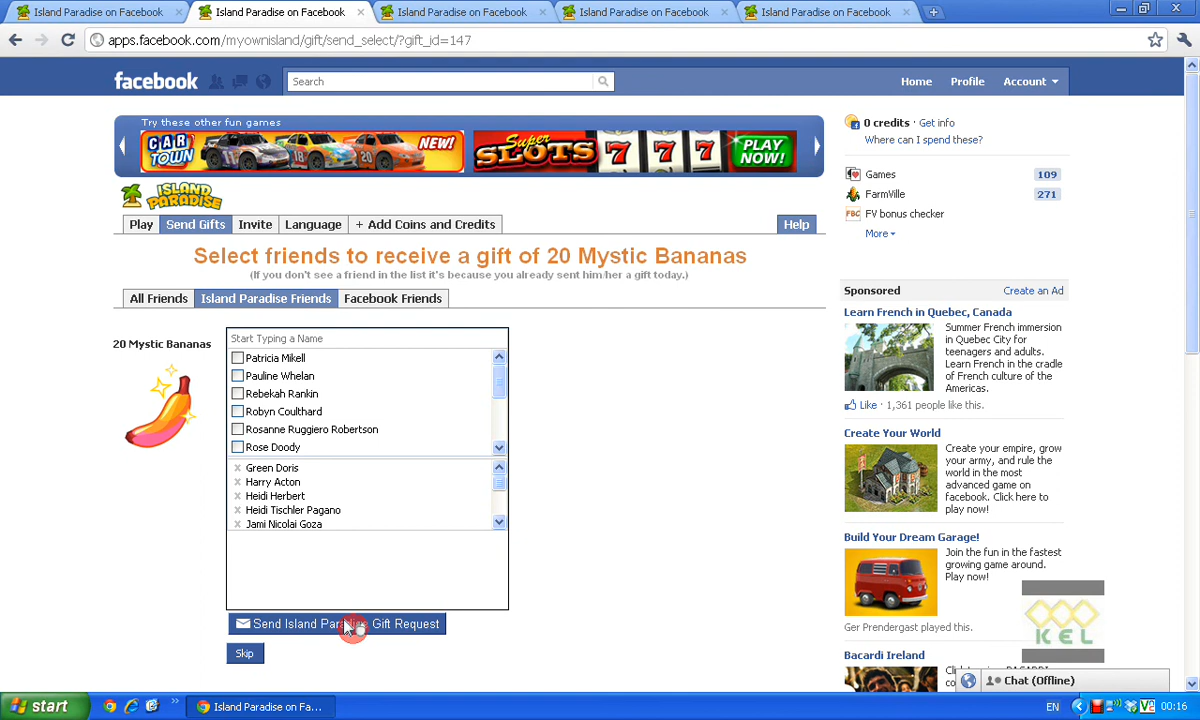 Island Paradise on Facebook
Island Paradise on Facebook
Island Paradise on Facebook
Island Paradise on Facebook
Island Paradise on Facebook
apps.facebook.com/myownisland/gift/send_select/?gift_id=147
facebook
Search
Home Profile Account
Try these other fun games
CAR TOWN
18
20
NEW!
Super SLOTS
7 7 7
PLAY NOW!
ISLAND PARADISE
Play Send Gifts Invite Language + Add Coins and Credits Help
Select friends to receive a gift of 20 Mystic Bananas
(If you don't see a friend in the list it's because you already sent him/her a gift today.)
All Friends Island Paradise Friends Facebook Friends
20 Mystic Bananas
Start Typing a Name
Patricia Mikell
Pauline Whelan
Rebekah Rankin
Robyn Coulthard
Rosanne Ruggiero Robertson
Rose Doody
x Green Doris
x Harry Acton
x Heidi Herbert
x Heidi Tischler Pagano
x Jami Nicolai Goza
Send Island Gift Request
Skip
0 credits · Get info
Where can I spend these?
Games 109
FarmVille 271
FBC FV bonus checker
More
Sponsored Create an Ad
Learn French in Quebec, Canada
Summer French immersion
in Quebec City for
teenagers and adults.
Learn French in the cradle
of French culture of the
Americas.
Like · 1,361 people like this.
Create Your World
Create your empire, grow
your army, and rule the
world in the most
advanced game on
facebook. Click here to
play now!
Build Your Dream Garage!
Join the fun in the fastest
growing game around.
Play now!
Ger Prendergast played this.
Bacardi Ireland
KEL
Chat (Offline)
start
Island Paradise on Fa...
EN
00:16